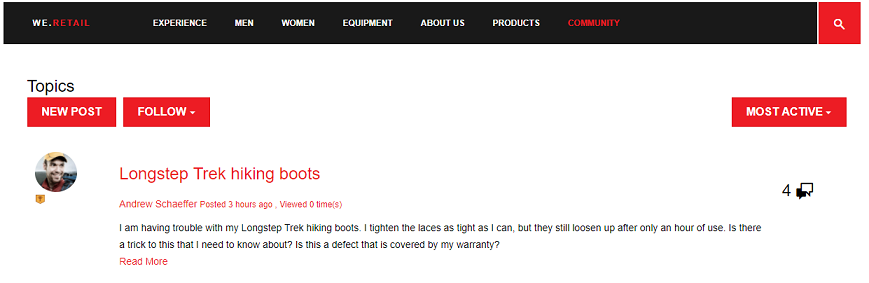 WE.RETAIL EXPERIENCE MEN WOMEN EQUIPMENT ABOUT US PRODUCTS COMMUNITY
Topics
NEW POST FOLLOW MOST ACTIVE
Longstep Trek hiking boots
4
Andrew Schaeffer Posted 3 hours ago , Viewed 0 time(s)
I am having trouble with my Longstep Trek hiking boots. I tighten the laces as tight as I can, but they still loosen up after only an hour of use. Is there
a trick to this that I need to know about? Is this a defect that is covered by my warranty?
Read More